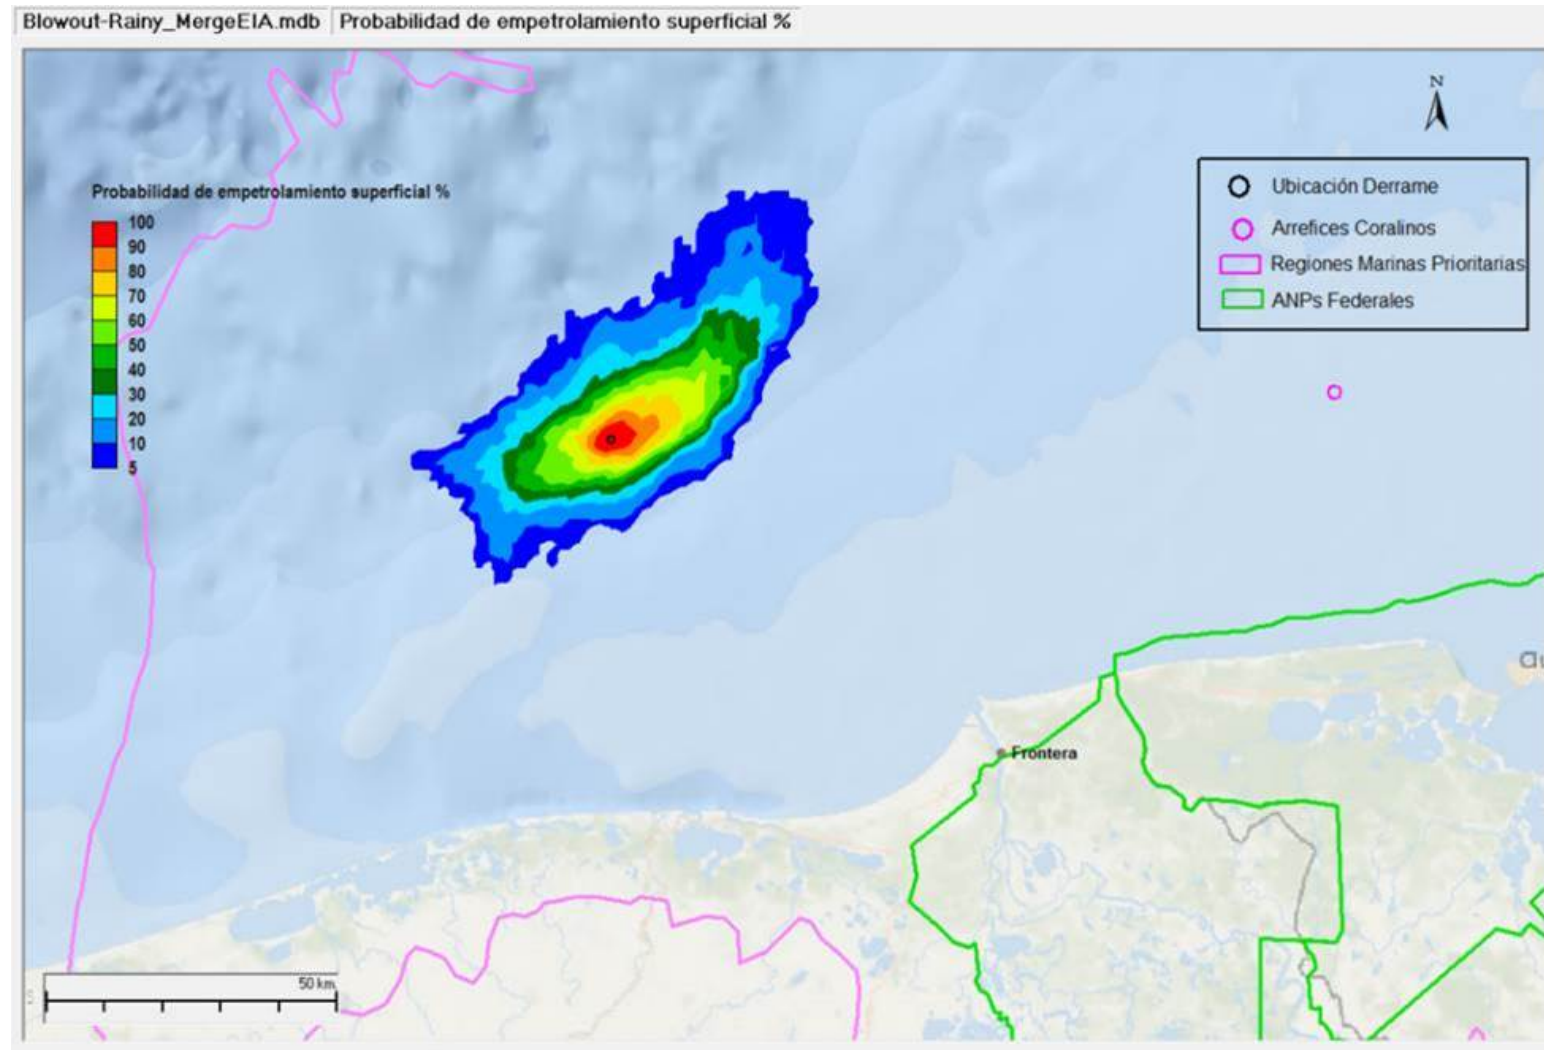 Blowout-Rainy_MergeEIA.mdb Probabilidad de empetrolamiento superficial %
N
Probabilidad de empetrolamiento superficial %
100
90
80
70
60
50
40
30
20
10
5
Ubicación Derrame
Arrefices Coralinos
Regiones Marinas Prioritarias
ANPs Federales
Frontera
50 km